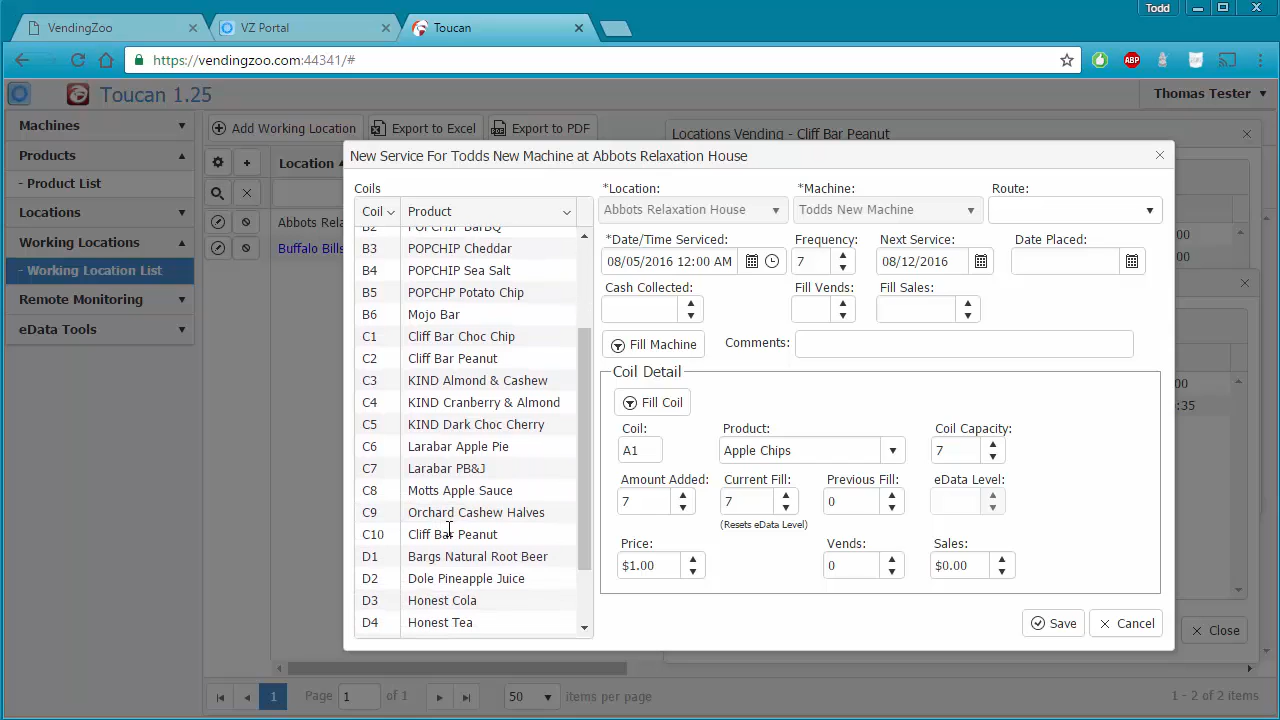 Todd
VendingZoo
VZ Portal
Toucan
https://vendingzoo.com:44341/#
ABP
Toucan 1.25
Thomas Tester
Machines
Products
- Product List
Locations
Working Locations
- Working Location List
Remote Monitoring
eData Tools
Add Working Location
Export to Excel
Export to PDF
Locations Vending - Cliff Bar Peanut
Location
Abbots Rela
Buffalo Bills
New Service For Todds New Machine at Abbots Relaxation House
Coils
Coil
Product
B2 POPCHIP BarBQ
B3 POPCHIP Cheddar
B4 POPCHIP Sea Salt
B5 POPCHP Potato Chip
B6 Mojo Bar
C1 Cliff Bar Choc Chip
C2 Cliff Bar Peanut
C3 KIND Almond & Cashew
C4 KIND Cranberry & Almond
C5 KIND Dark Choc Cherry
C6 Larabar Apple Pie
C7 Larabar PB&J
C8 Motts Apple Sauce
C9 Orchard Cashew Halves
C10 Cliff Bar Peanut
D1 Bargs Natural Root Beer
D2 Dole Pineapple Juice
D3 Honest Cola
D4 Honest Tea
*Location: *Machine: Route:
Abbots Relaxation House Todds New Machine
*Date/Time Serviced: Frequency: Next Service: Date Placed:
08/05/2016 12:00 AM 7 08/12/2016
Cash Collected: Fill Vends: Fill Sales:
Fill Machine Comments:
Coil Detail
Fill Coil
Coil: Product: Coil Capacity:
A1 Apple Chips 7
Amount Added: Current Fill: Previous Fill: eData Level:
7 7 0
(Resets eData Level)
Price: Vends: Sales:
$1.00 0 $0.00
Save Cancel
00
00
00
:35
Close
1
Page 1 of 1
50 items per page
1 - 2 of 2 items